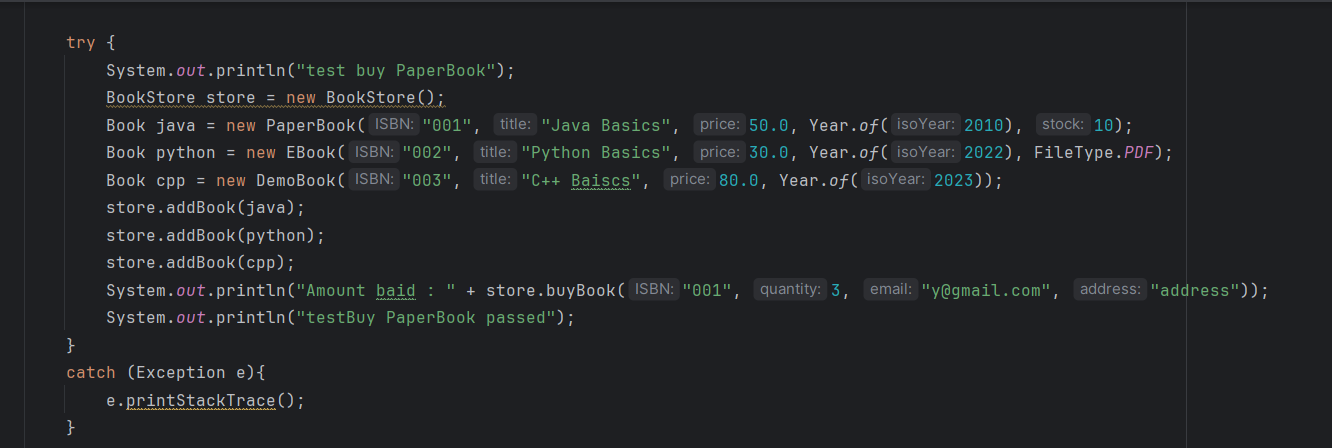 try {
System.out.println("test buy PaperBook");
BookStore store = new BookStore();
Book java = new PaperBook( ISBN: "001", title: "Java Basics", price: 50.0, Year.of( isoYear: 2010), stock: 10);
Book python = new EBook( ISBN: "002", title: "Python Basics", price: 30.0, Year.of( isoYear: 2022), FileType.PDF);
Book cpp = new DemoBook( ISBN: "003", title: "C++ Baiscs", price: 80.0, Year.of( isoYear: 2023));
store.addBook(java);
store.addBook(python);
store.addBook(cpp);
System.out.println("Amount baid : " + store.buyBook( ISBN: "001", quantity: 3, email: "y@gmail.com", address: "address"));
System.out.println("testBuy PaperBook passed");
}
catch (Exception e){
e.printStackTrace();
}